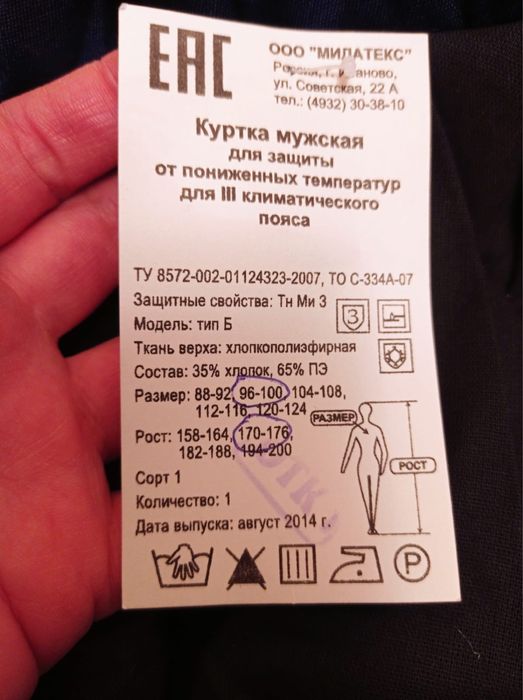 ЕАС
ООО "МИЛАТЕКС"
Россия, г. Иваново,
ул. Советская, 22 А
тел.: (4932) 30-38-10
Куртка мужская
для защиты
от пониженных температур
для III климатического
пояса
ТУ 8572-002-01124323-2007, ТО С-334А-07
Защитные свойства: Тн Ми З
Модель: тип Б
3
Ткань верха: хлопкополиэфирная
Состав: 35% хлопок, 65% ПЭ
Размер: 88-92, 96-100, 104-108,
112-116, 120-124
РАЗМЕР
Рост: 158-164, 170-176,
182-188, 194-200
РОСТ
Сорт 1
ОТК
Количество: 1
Дата выпуска: август 2014 г.
P